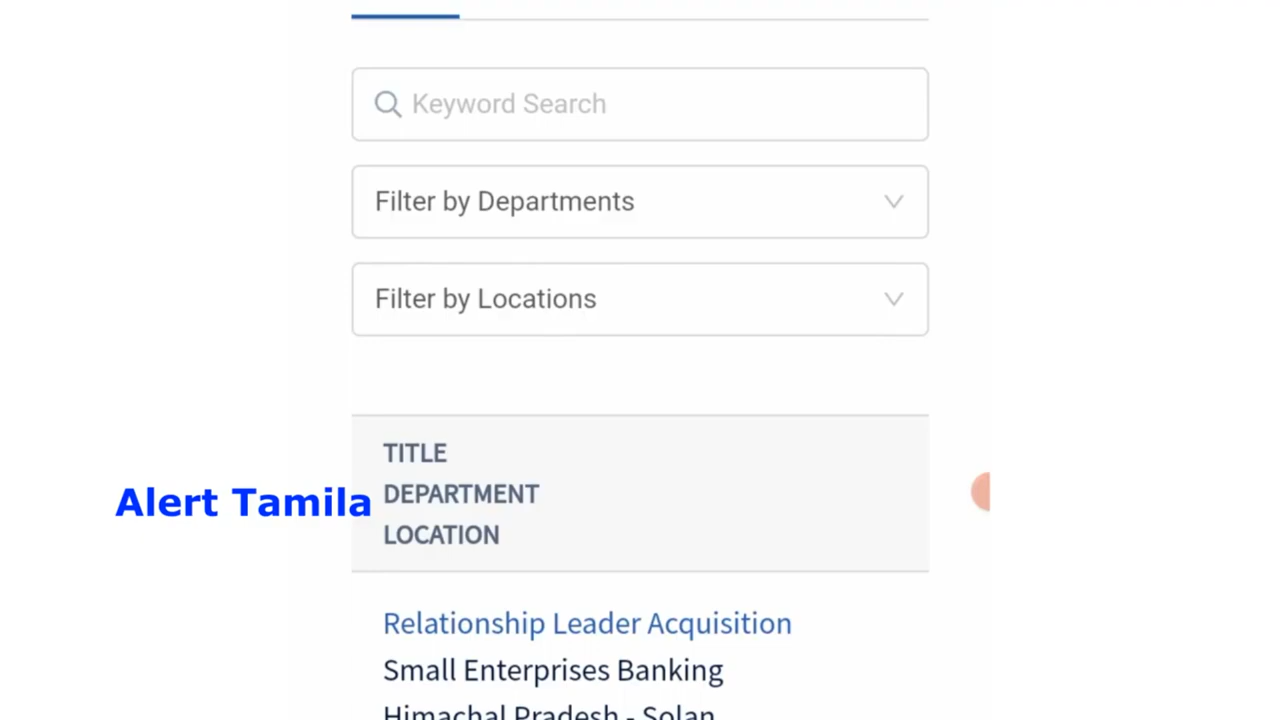 Keyword Search
Filter by Departments
Filter by Locations
TITLE
Alert Tamila
DEPARTMENT
LOCATION
Relationship Leader Acquisition
Small Enterprises Banking
Himachal Pradesh - Solan